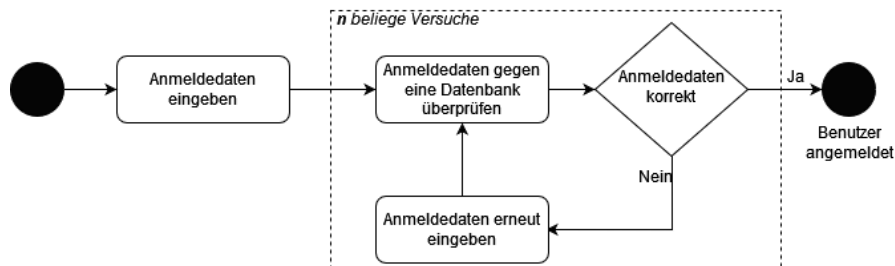 n beliege Versuche
Anmeldedaten
eingeben
Anmeldedaten gegen
eine Datenbank
überprüfen
Anmeldedaten
korrekt
Ja
Benutzer
angemeldet
Nein
Anmeldedaten erneut
eingeben